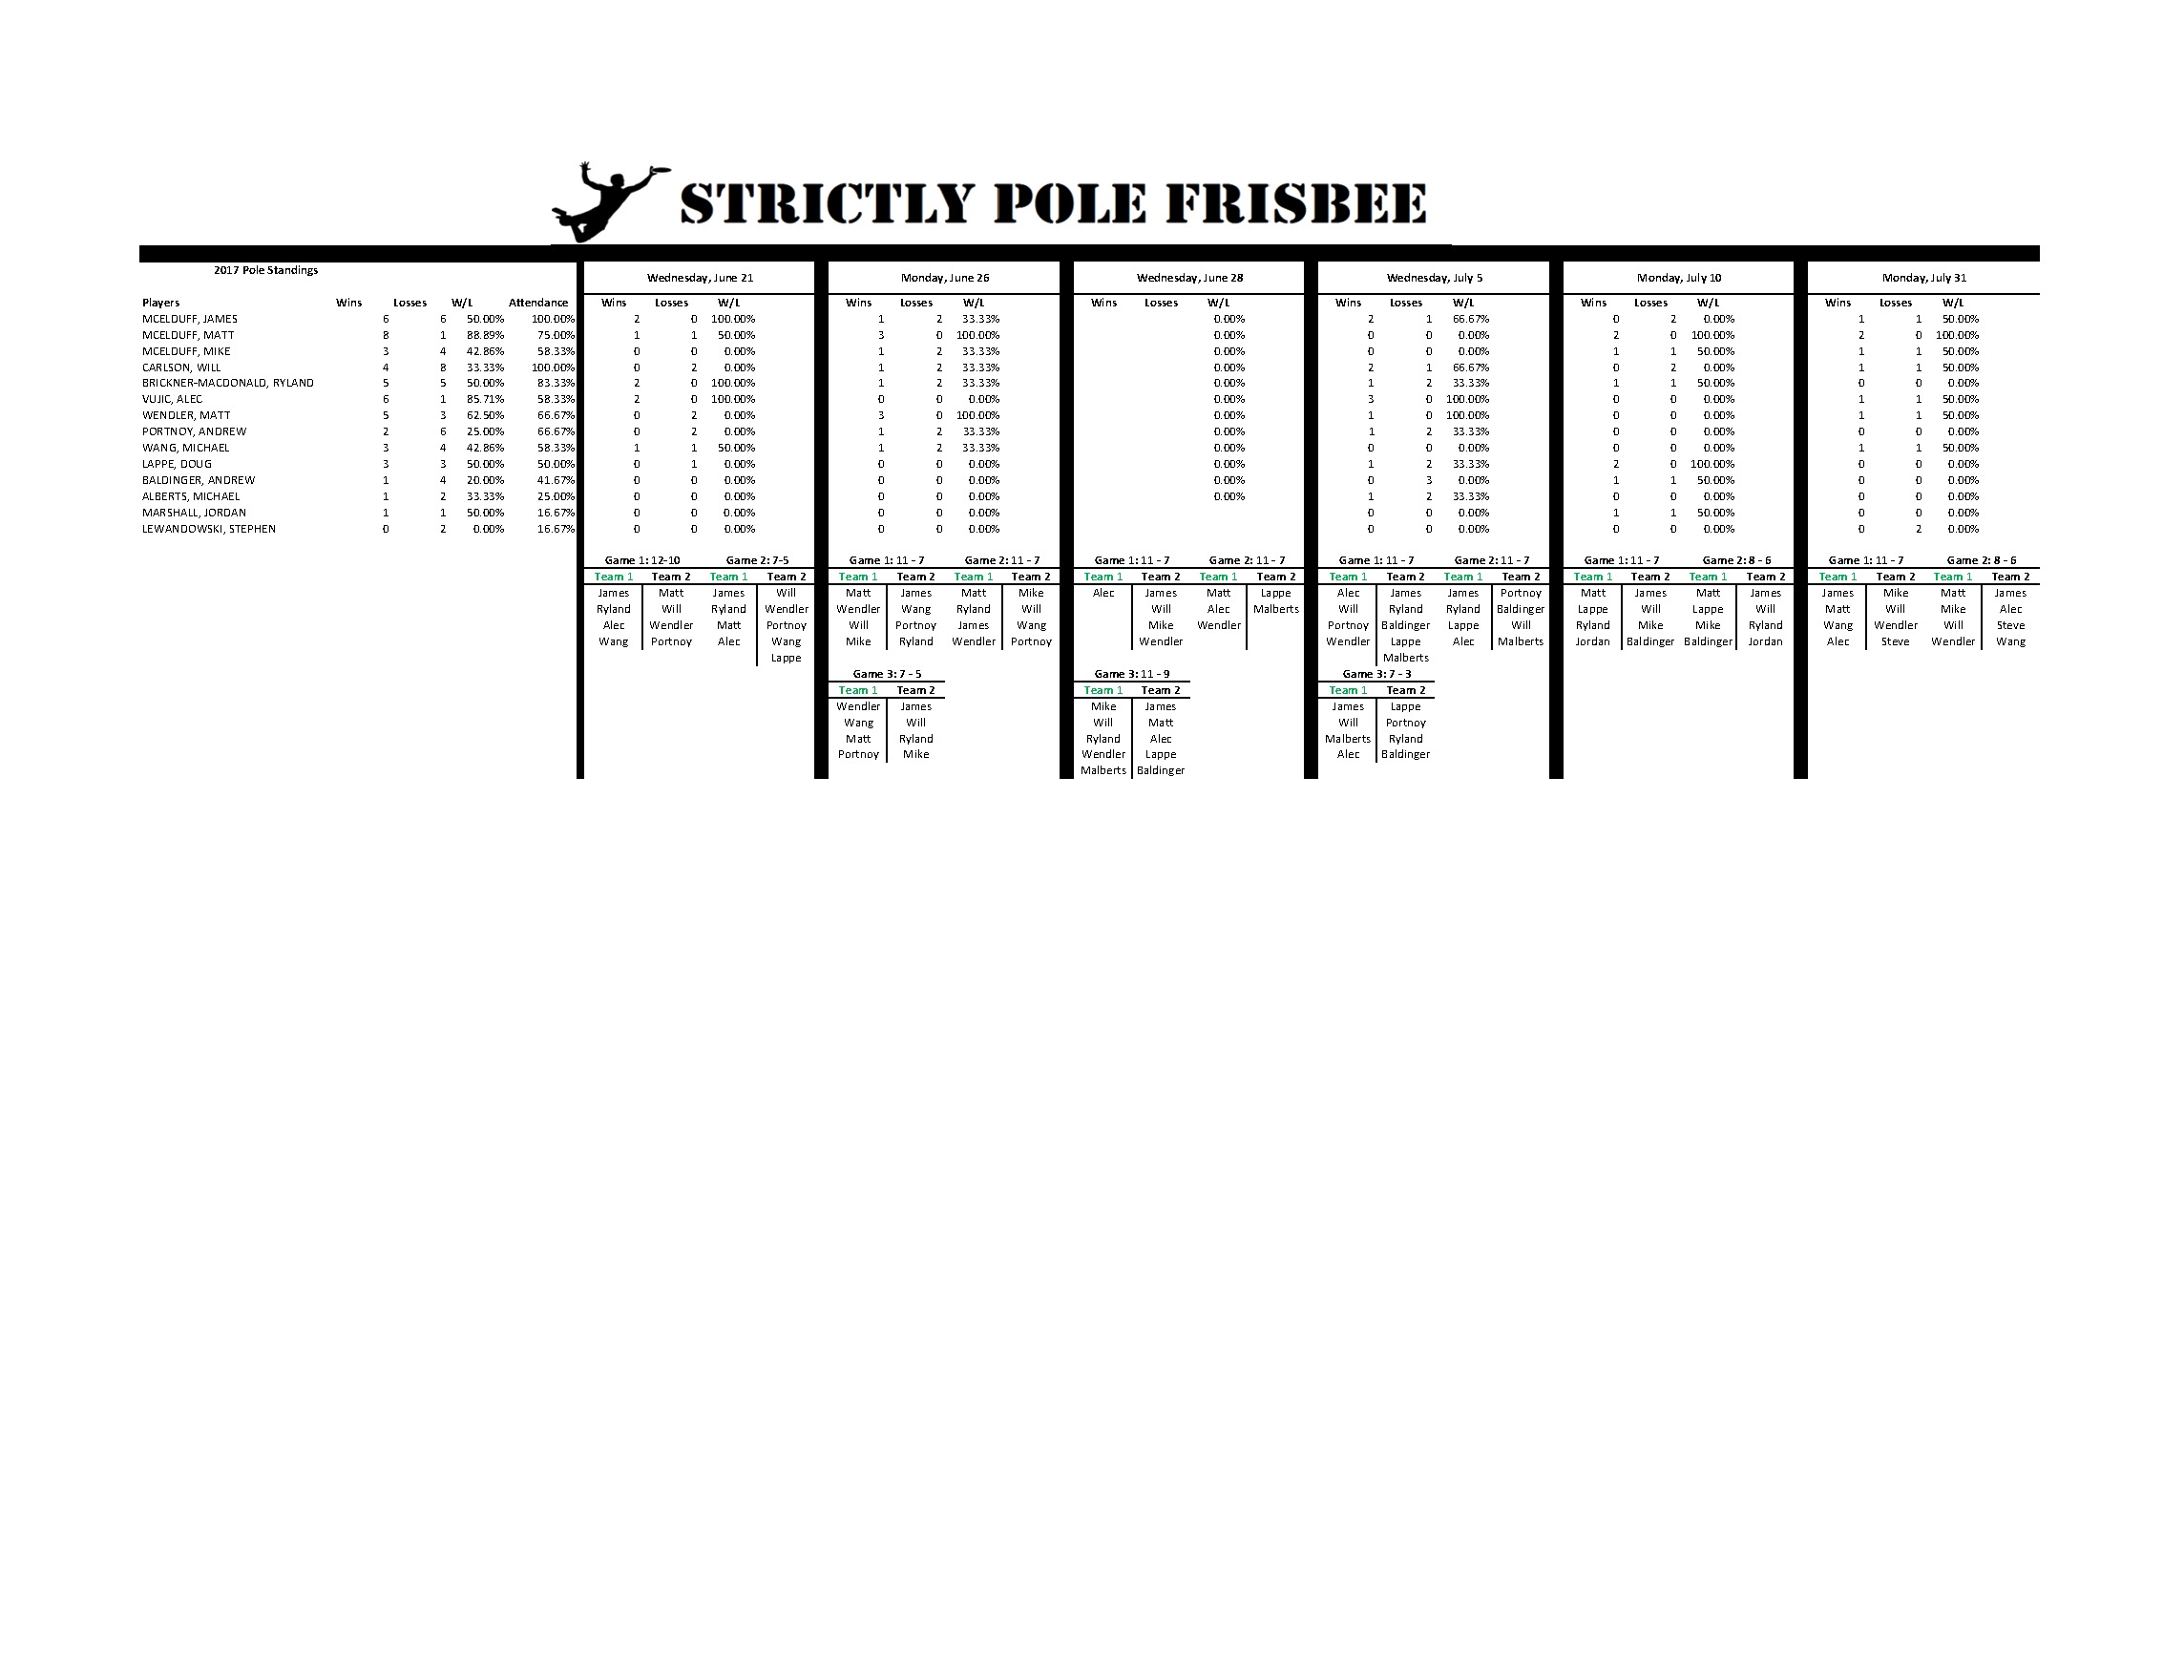 STRICTLY POLE FRISBEE
2017 Pole Standings Wednesday, June 21 Monday, June 26 Wednesday, June 28 Wednesday, July 5 Monday, July 10 Monday, July 31
Players Wins Losses W/L Attendance Wins Losses W/L Wins Losses W/L Wins Losses W/L Wins Losses W/L Wins Losses W/L Wins Losses W/L
MCELDUFF, JAMES 6 6 50.00% 100.00% 2 0 100.00% 1 2 33.33% 0.00% 2 1 66.67% 0 2 0.00% 1 1 50.00%
MCELDUFF, MATT 8 1 88.89% 75.00% 1 1 50.00% 3 0 100.00% 0.00% 0 0 0.00% 2 0 100.00% 2 0 100.00%
MCELDUFF, MIKE 3 4 42.86% 58.33% 0 0 0.00% 1 2 33.33% 0.00% 0 0 0.00% 1 1 50.00% 1 1 50.00%
CARLSON, WILL 4 8 33.33% 100.00% 0 2 0.00% 1 2 33.33% 0.00% 2 1 66.67% 0 2 0.00% 1 1 50.00%
BRICKNER-MACDONALD, RYLAND 5 5 50.00% 83.33% 2 0 100.00% 1 2 33.33% 0.00% 1 2 33.33% 1 1 50.00% 0 0 0.00%
VUJIC, ALEC 6 1 85.71% 58.33% 2 0 100.00% 0 0 0.00% 0.00% 3 0 100.00% 0 0 0.00% 1 1 50.00%
WENDLER, MATT 5 3 62.50% 66.67% 0 2 0.00% 3 0 100.00% 0.00% 1 0 100.00% 0 0 0.00% 1 1 50.00%
PORTNOY, ANDREW 2 6 25.00% 66.67% 0 2 0.00% 1 2 33.33% 0.00% 1 2 33.33% 0 0 0.00% 0 0 0.00%
WANG, MICHAEL 3 4 42.86% 58.33% 1 1 50.00% 1 2 33.33% 0.00% 0 0 0.00% 0 0 0.00% 1 1 50.00%
LAPPE, DOUG 3 3 50.00% 50.00% 0 1 0.00% 0 0 0.00% 0.00% 1 2 33.33% 2 0 100.00% 0 0 0.00%
BALDINGER, ANDREW 1 4 20.00% 41.67% 0 0 0.00% 0 0 0.00% 0.00% 0 3 0.00% 1 1 50.00% 0 0 0.00%
ALBERTS, MICHAEL 1 2 33.33% 25.00% 0 0 0.00% 0 0 0.00% 0.00% 1 2 33.33% 0 0 0.00% 0 0 0.00%
MARSHALL, JORDAN 1 1 50.00% 16.67% 0 0 0.00% 0 0 0.00% 0 0 0.00% 1 1 50.00% 0 0 0.00%
LEWANDOWSKI, STEPHEN 0 2 0.00% 16.67% 0 0 0.00% 0 0 0.00% 0 0 0.00% 0 0 0.00% 0 2 0.00%
Game 1: 12-10 Game 2: 7-5 Game 1: 11 - 7 Game 2: 11 - 7 Game 1: 11 - 7 Game 2: 11 - 7 Game 1: 11 - 7 Game 2: 11 - 7 Game 1: 11 - 7 Game 2: 8 - 6 Game 1: 11 - 7 Game 2: 8 - 6
Team 1 Team 2 Team 1 Team 2 Team 1 Team 2 Team 1 Team 2 Team 1 Team 2 Team 1 Team 2 Team 1 Team 2 Team 1 Team 2 Team 1 Team 2 Team 1 Team 2 Team 1 Team 2 Team 1 Team 2
James Matt James Will Matt James Matt Mike Alec James Matt Lappe Alec James James Portnoy Matt James Matt James James Mike Matt James
Ryland Will Ryland Wendler Wendler Wang Ryland Will Will Alec Malberts Will Ryland Ryland Baldinger Lappe Will Lappe Will Matt Will Mike Alec
Alec Wendler Matt Portnoy Will Portnoy James Wang Mike Wendler Portnoy Baldinger Lappe Will Ryland Mike Mike Ryland Wang Wendler Will Steve
Wang Portnoy Alec Wang Mike Ryland Wendler Portnoy Wendler Wendler Lappe Alec Malberts Jordan Baldinger Baldinger Jordan Alec Steve Wendler Wang
Lappe Malberts
Game 3: 7 - 5 Game 3: 11 - 9 Game 3: 7 - 3
Team 1 Team 2 Team 1 Team 2 Team 1 Team 2
Wendler James Mike James James Lappe
Wang Will Will Matt Will Portnoy
Matt Ryland Ryland Alec Malberts Ryland
Portnoy Mike Wendler Lappe Alec Baldinger
Malberts Baldinger